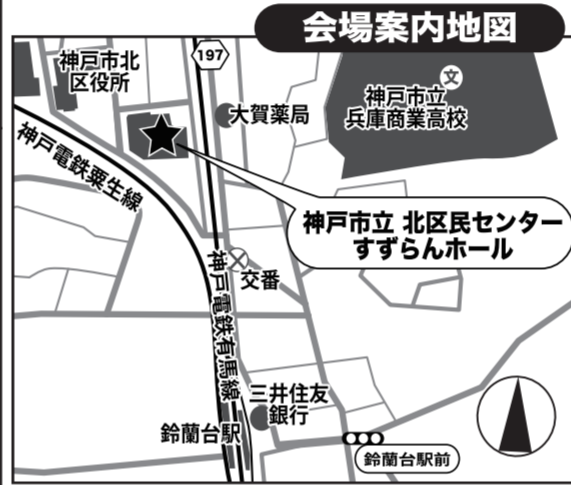 会場案内地図
197
神戸市北
区役所
大賀薬局
文
神戸市立
兵庫商業高校
神戸電鉄粟生線
神戸市立 北区民センター
すずらんホール
交番
神戸電鉄有馬線
三井住友
銀行
鈴蘭台駅
鈴蘭台駅前